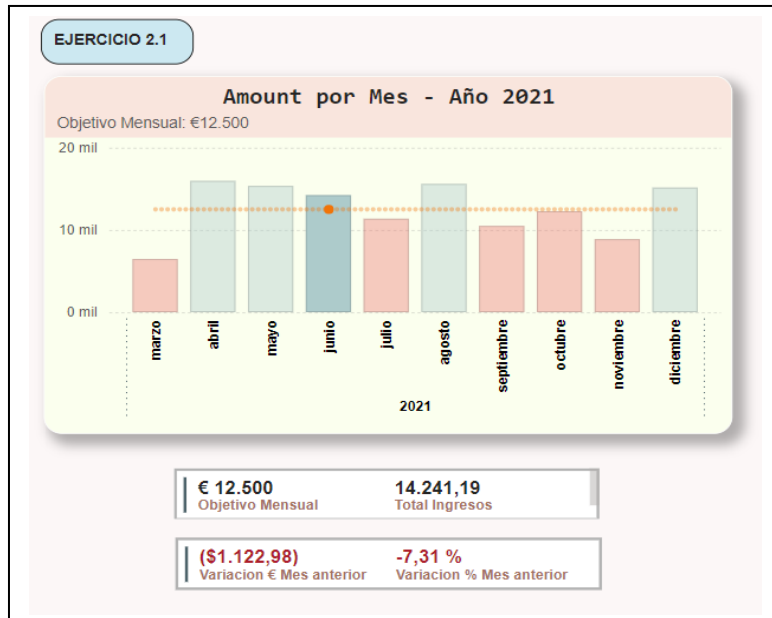 EJERCICIO 2.1
Amount por Mes - Año 2021
Objetivo Mensual: €12.500
20 mil
10 mil
0 mil
marzo
abril
mayo
junio
julio
agosto
septiembre
octubre
noviembre
diciembre
2021
€ 12.500 14.241,19
Objetivo Mensual Total Ingresos
($1.122,98) -7,31 %
Variacion € Mes anterior Variacion % Mes anterior